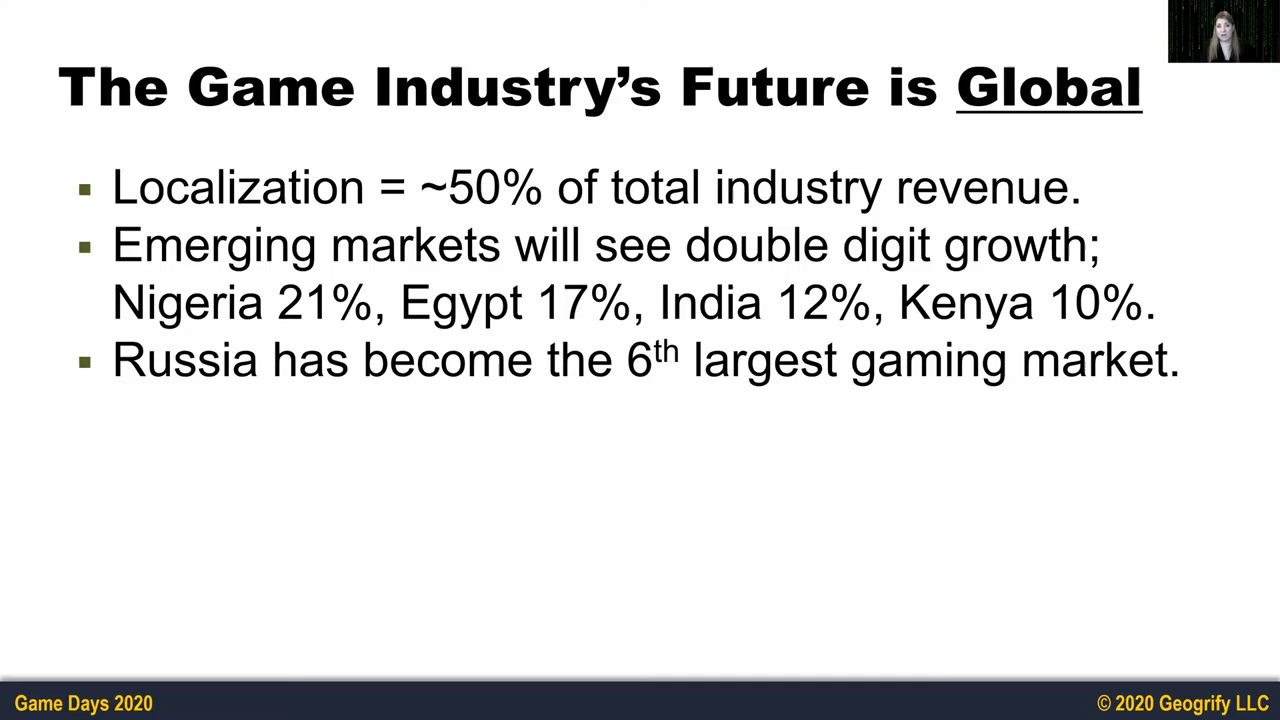 The Game Industry’s Future is Global
▪ Localization = ~50% of total industry revenue.
▪ Emerging markets will see double digit growth;
Nigeria 21%, Egypt 17%, India 12%, Kenya 10%.
▪ Russia has become the 6th largest gaming market.
Game Days 2020
© 2020 Geogrify LLC